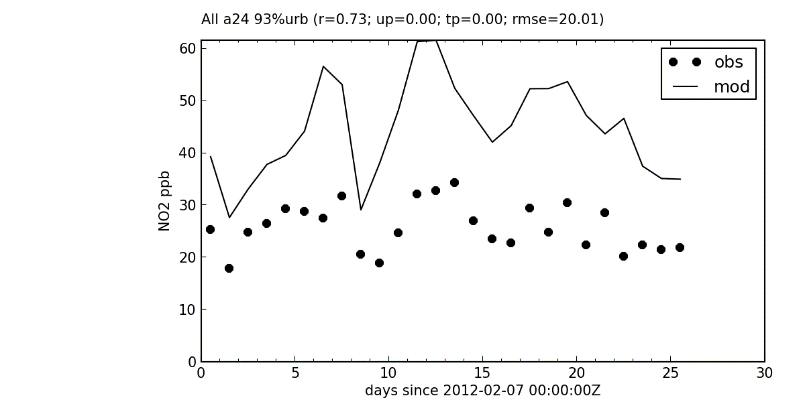 All a24 93%urb (r=0.73; up=0.00; tp=0.00; rmse=20.01)
60
50
40
30
20
10
0
NO2 ppb
obs
mod
0 5 10 15 20 25 30
days since 2012-02-07 00:00:00Z